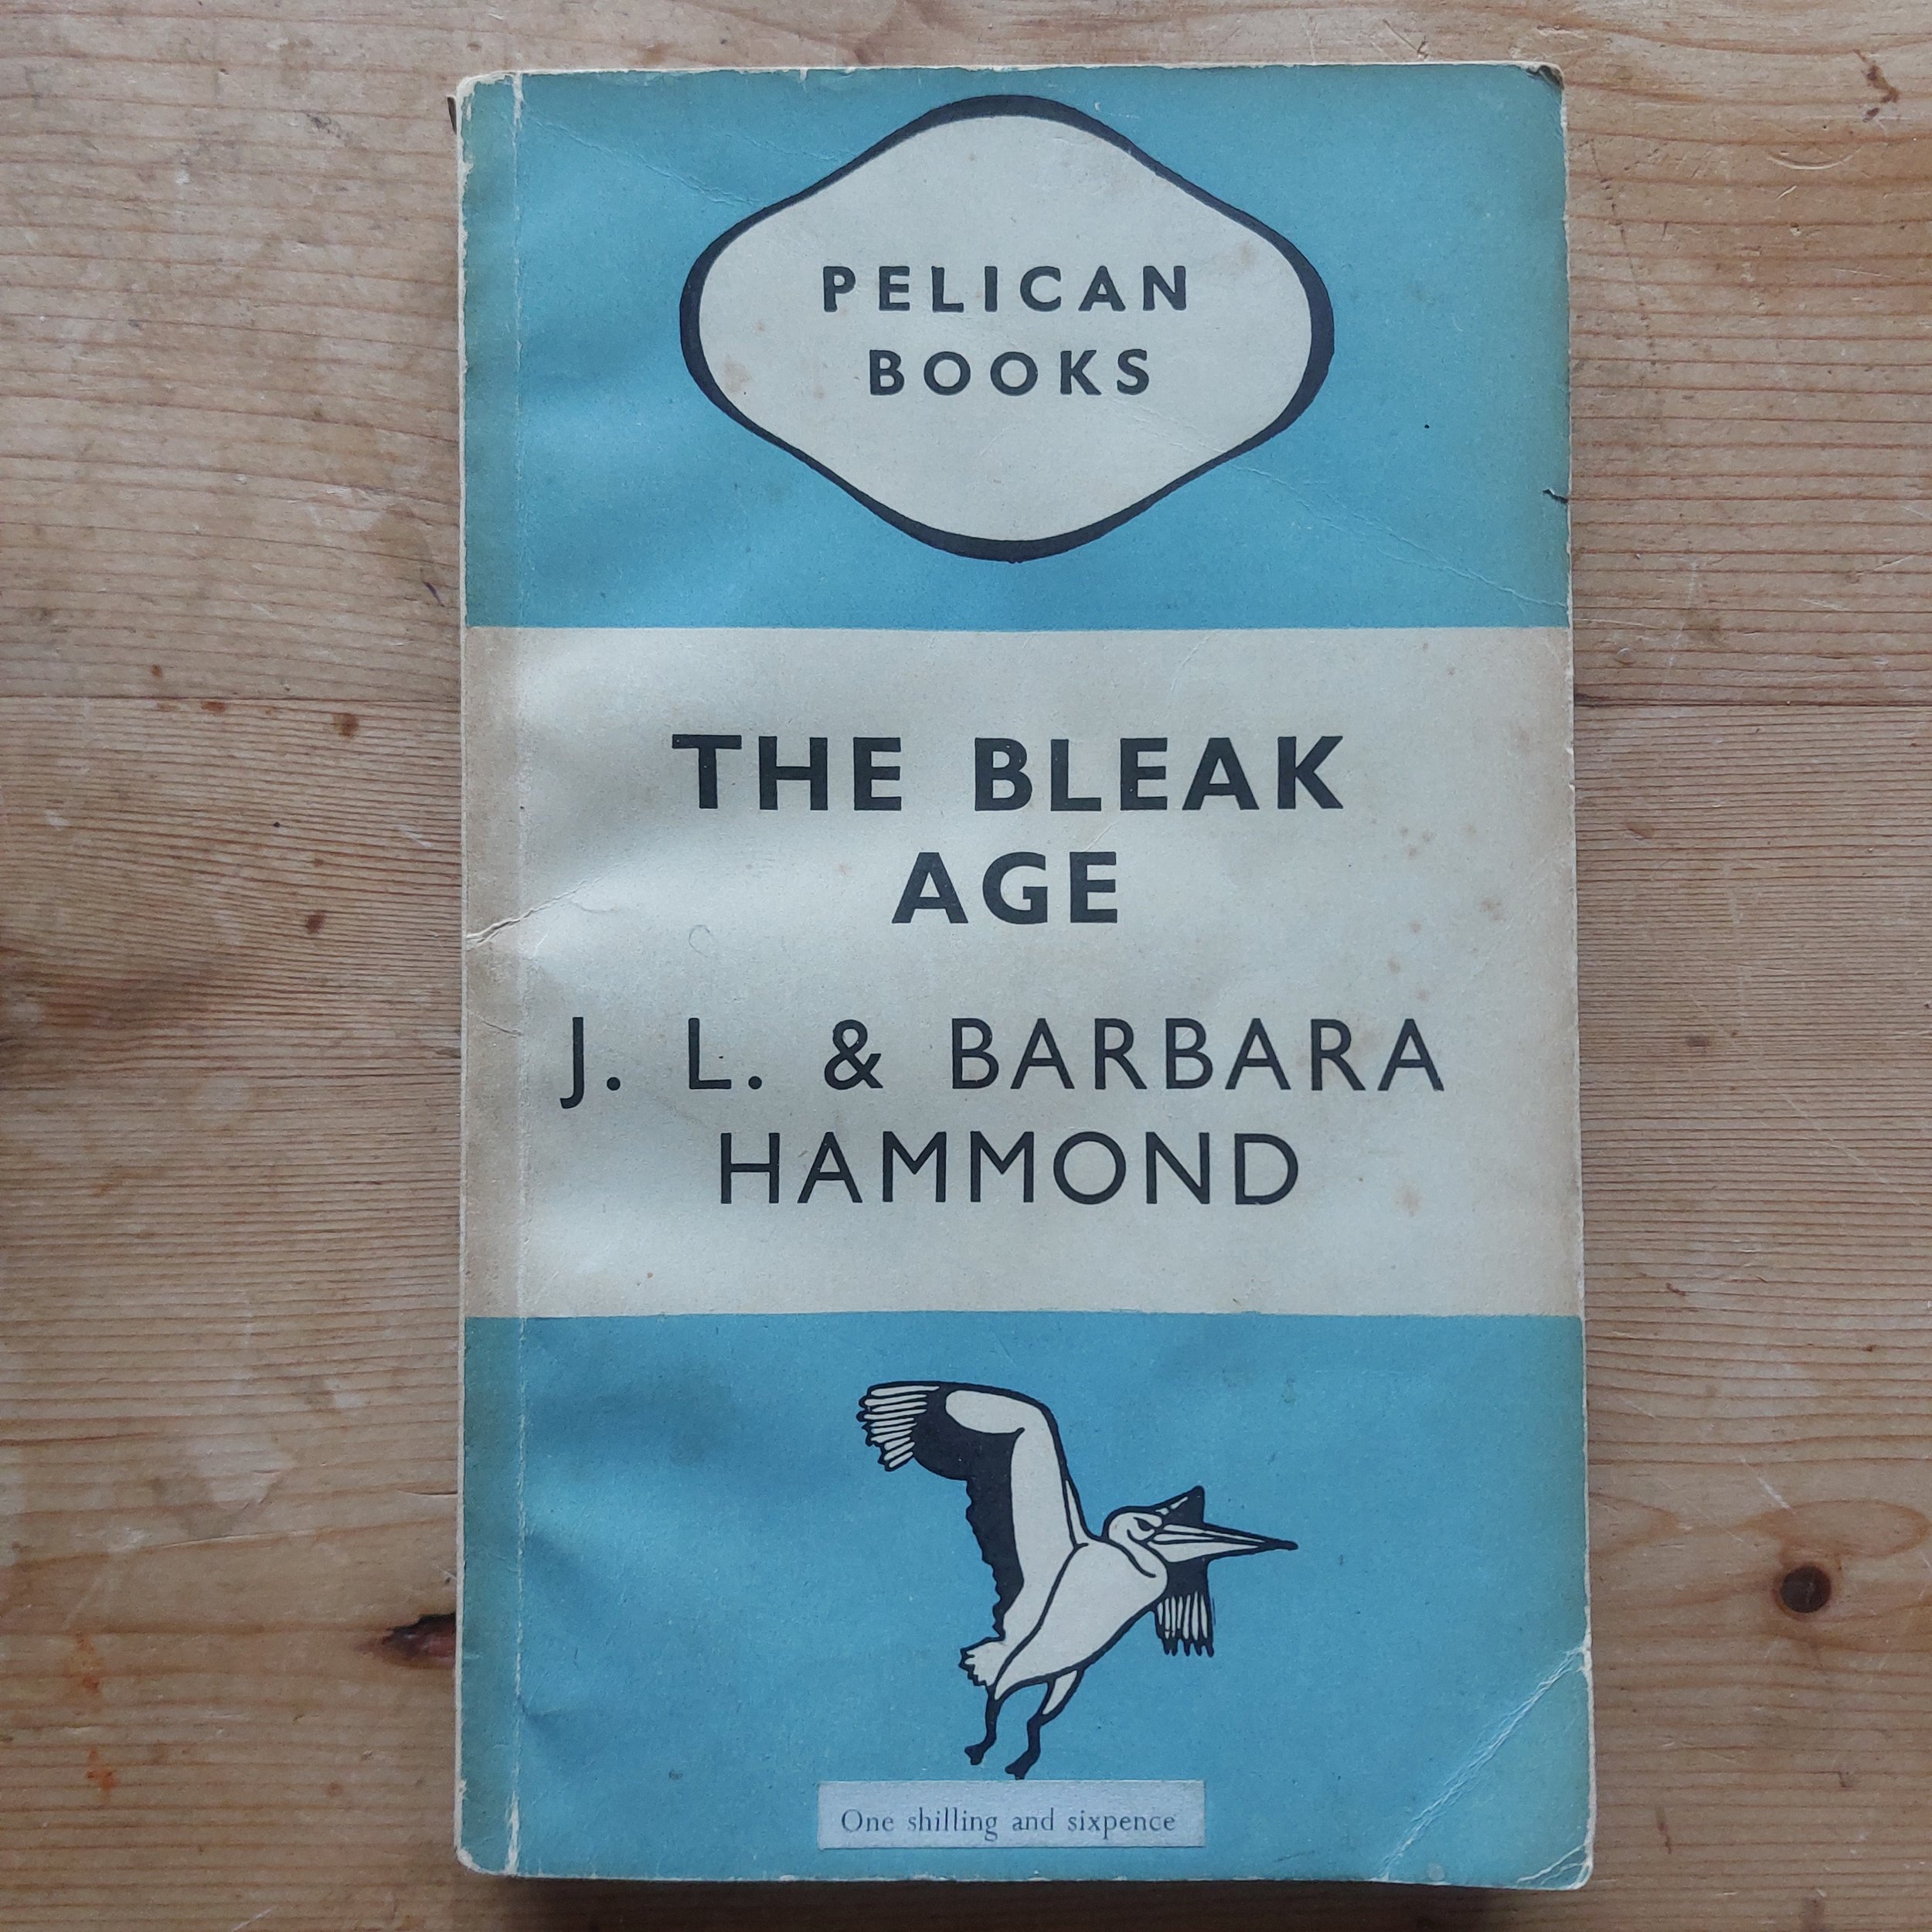 PELICAN
BOOKS
THE BLEAK
AGE
J. L. & BARBARA
HAMMOND
One shilling and sixpence